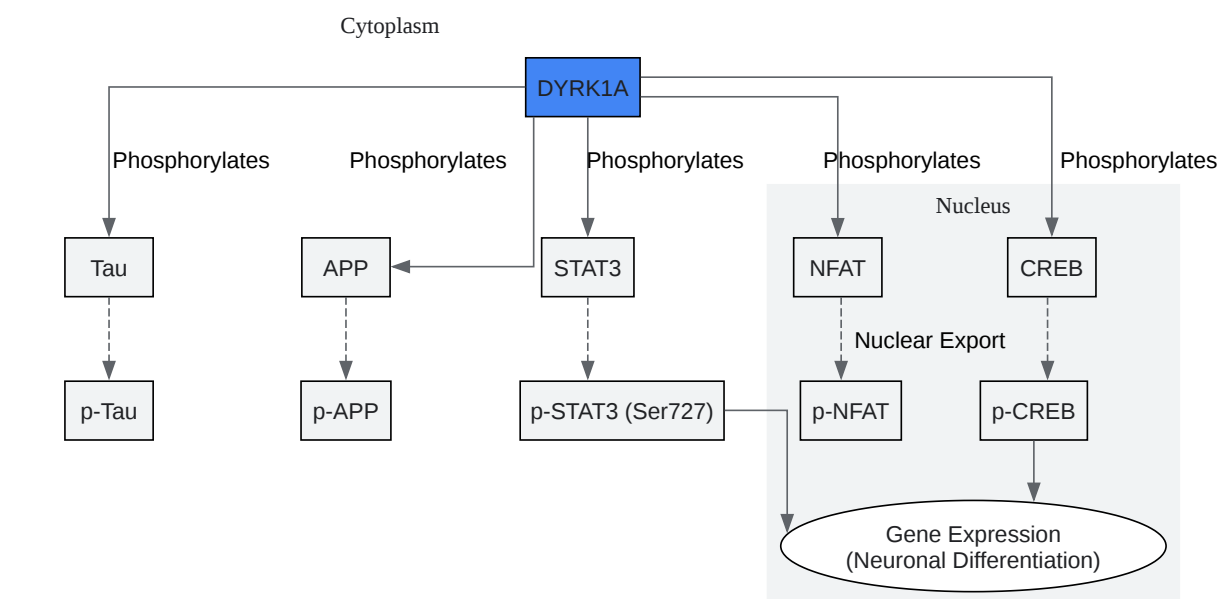 Cytoplasm
DYRK1A
Phosphorylates
Phosphorylates
Phosphorylates
Phosphorylates
Phosphorylates
Nucleus
Tau
APP
STAT3
NFAT
CREB
Nuclear Export
p-Tau
p-APP
p-STAT3 (Ser727)
p-NFAT
p-CREB
Gene Expression
(Neuronal Differentiation)